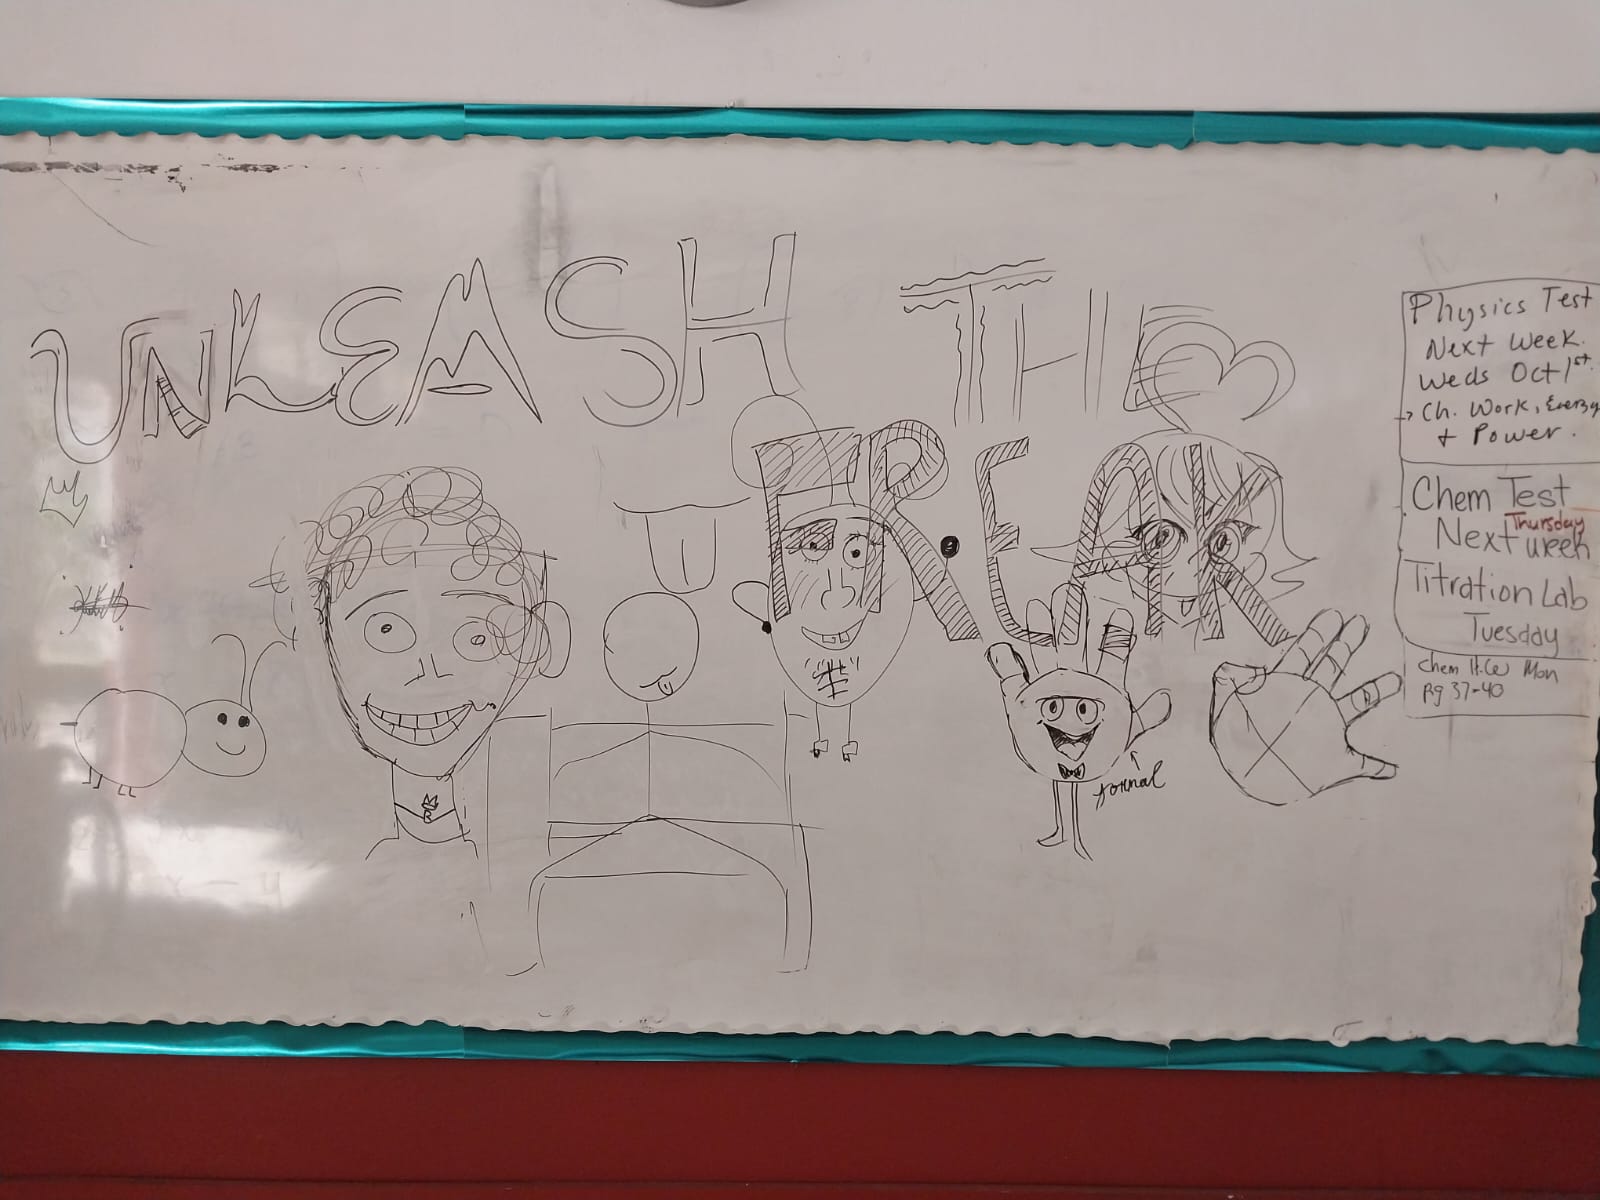 UNLEASH THE
FREAK
formal
Physics Test
Next Week.
Weds Oct 1st.
→ Ch. Work, Energy
+ Power.
Chem Test
Thursday
Next week
Titration Lab
Tuesday
Chem H.W Mon
pg 37-40